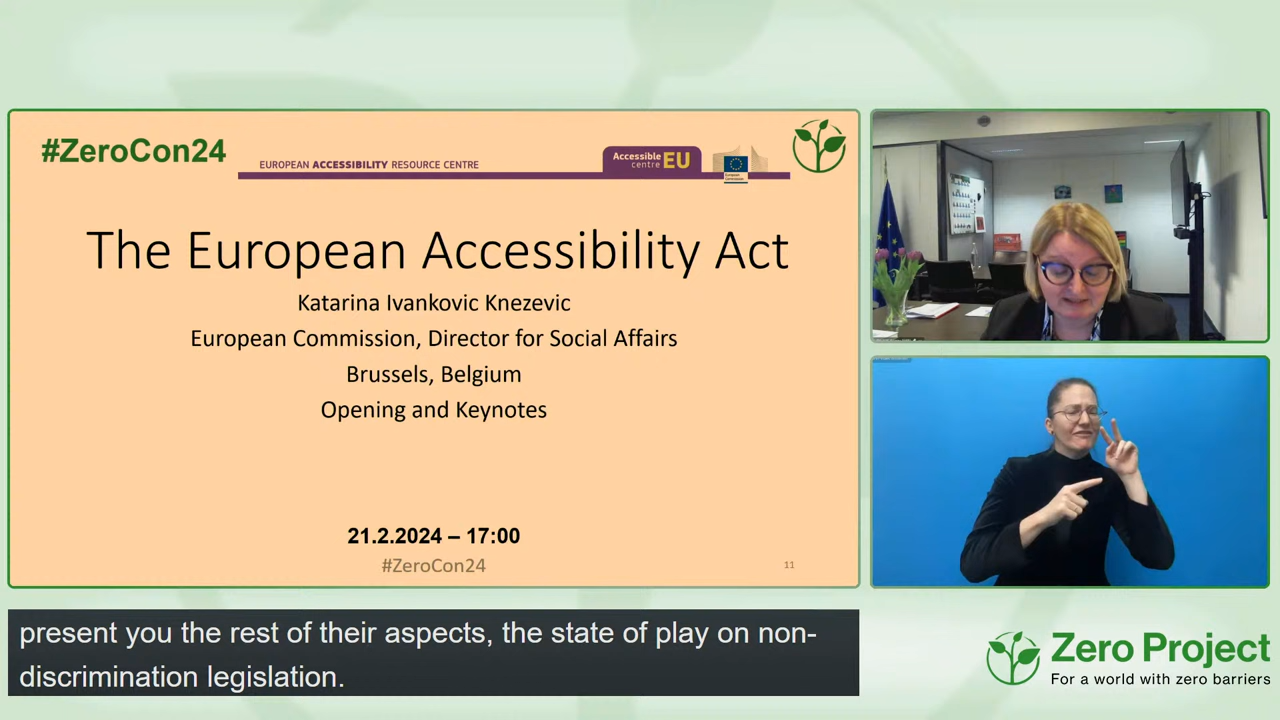 #ZeroCon24
EUROPEAN ACCESSIBILITY RESOURCE CENTRE
Accessible
centre EU
European
Commission
The European Accessibility Act
Katarina Ivankovic Knezevic
European Commission, Director for Social Affairs
Brussels, Belgium
Opening and Keynotes
21.2.2024 – 17:00
#ZeroCon24
11
present you the rest of their aspects, the state of play on non-
discrimination legislation.
Zero Project
For a world with zero barriers